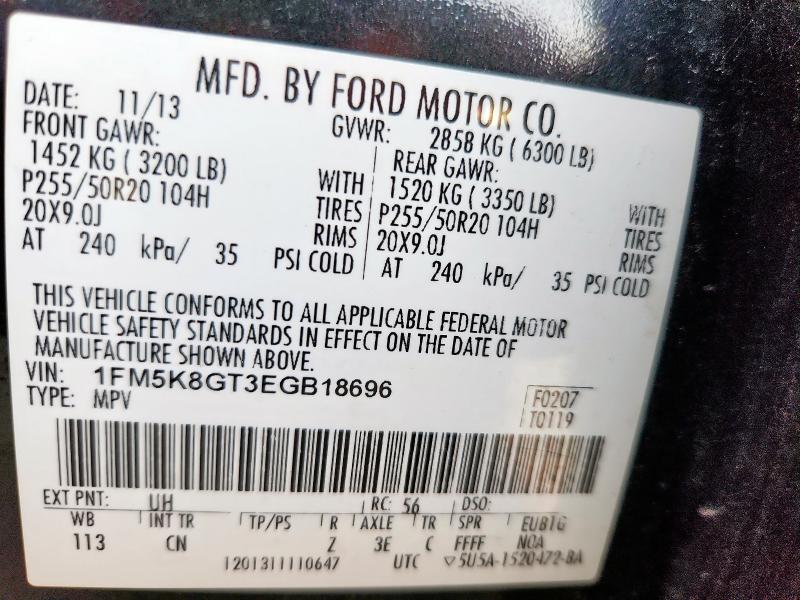 MFD. BY FORD MOTOR CO.
DATE: 11/13 GVWR: 2858 KG ( 6300 LB)
FRONT GAWR: REAR GAWR:
1452 KG ( 3200 LB) WITH 1520 KG ( 3350 LB) WITH
P255/50R20 104H TIRES P255/50R20 104H TIRES
20X9.0J RIMS 20X9.0J RIMS
AT 240 kPa/ 35 PSI COLD AT 240 kPa/ 35 PSI COLD
THIS VEHICLE CONFORMS TO ALL APPLICABLE FEDERAL MOTOR
VEHICLE SAFETY STANDARDS IN EFFECT ON THE DATE OF
MANUFACTURE SHOWN ABOVE.
VIN: 1FM5K8GT3EGB18696
TYPE: MPV F0207
T0119
EXT PNT: UH RC: 56 DSO:
WB INT TR TP/PS R AXLE TR SPR
113 CN Z 3E C FFFF NOA
1201311110647 UTC ▽5U5A-1520472-BA